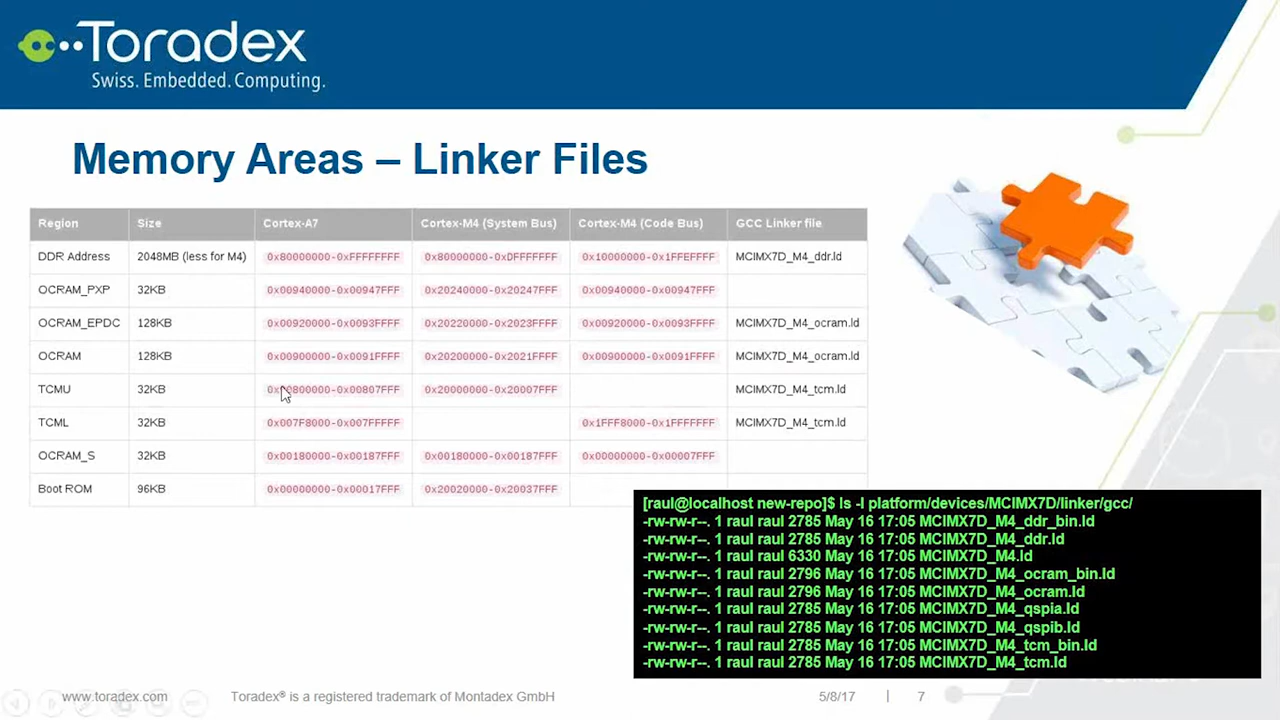 Toradex
Swiss. Embedded. Computing.
Memory Areas – Linker Files
Region Size Cortex-A7 Cortex-M4 (System Bus) Cortex-M4 (Code Bus) GCC Linker file
DDR Address 2048MB (less for M4) 0x80000000-0xFFFFFFFF 0x80000000-0xDFFFFFFF 0x10000000-0x1FFEFFFF MCIMX7D_M4_ddr.ld
OCRAM_PXP 32KB 0x00940000-0x00947FFF 0x20240000-0x20247FFF 0x00940000-0x00947FFF
OCRAM_EPDC 128KB 0x00920000-0x0093FFFF 0x20220000-0x2023FFFF 0x00920000-0x0093FFFF MCIMX7D_M4_ocram.ld
OCRAM 128KB 0x00900000-0x0091FFFF 0x20200000-0x2021FFFF 0x00900000-0x0091FFFF MCIMX7D_M4_ocram.ld
TCMU 32KB 0x00800000-0x00807FFF 0x20000000-0x20007FFF MCIMX7D_M4_tcm.ld
TCML 32KB 0x007F8000-0x007FFFFF 0x1FFF8000-0x1FFFFFFF MCIMX7D_M4_tcm.ld
OCRAM_S 32KB 0x00180000-0x00187FFF 0x00180000-0x00187FFF 0x00000000-0x00007FFF
Boot ROM 96KB 0x00000000-0x00017FFF 0x20020000-0x20037FFF
[raul@localhost new-repo]$ ls -l platform/devices/MCIMX7D/linker/gcc/
-rw-rw-r--. 1 raul raul 2785 May 16 17:05 MCIMX7D_M4_ddr_bin.ld
-rw-rw-r--. 1 raul raul 2785 May 16 17:05 MCIMX7D_M4_ddr.ld
-rw-rw-r--. 1 raul raul 6330 May 16 17:05 MCIMX7D_M4.ld
-rw-rw-r--. 1 raul raul 2796 May 16 17:05 MCIMX7D_M4_ocram_bin.ld
-rw-rw-r--. 1 raul raul 2796 May 16 17:05 MCIMX7D_M4_ocram.ld
-rw-rw-r--. 1 raul raul 2785 May 16 17:05 MCIMX7D_M4_qspia.ld
-rw-rw-r--. 1 raul raul 2785 May 16 17:05 MCIMX7D_M4_qspib.ld
-rw-rw-r--. 1 raul raul 2785 May 16 17:05 MCIMX7D_M4_tcm_bin.ld
-rw-rw-r--. 1 raul raul 2785 May 16 17:05 MCIMX7D_M4_tcm.ld
www.toradex.com Toradex® is a registered trademark of Montadex GmbH 5/8/17 | 7